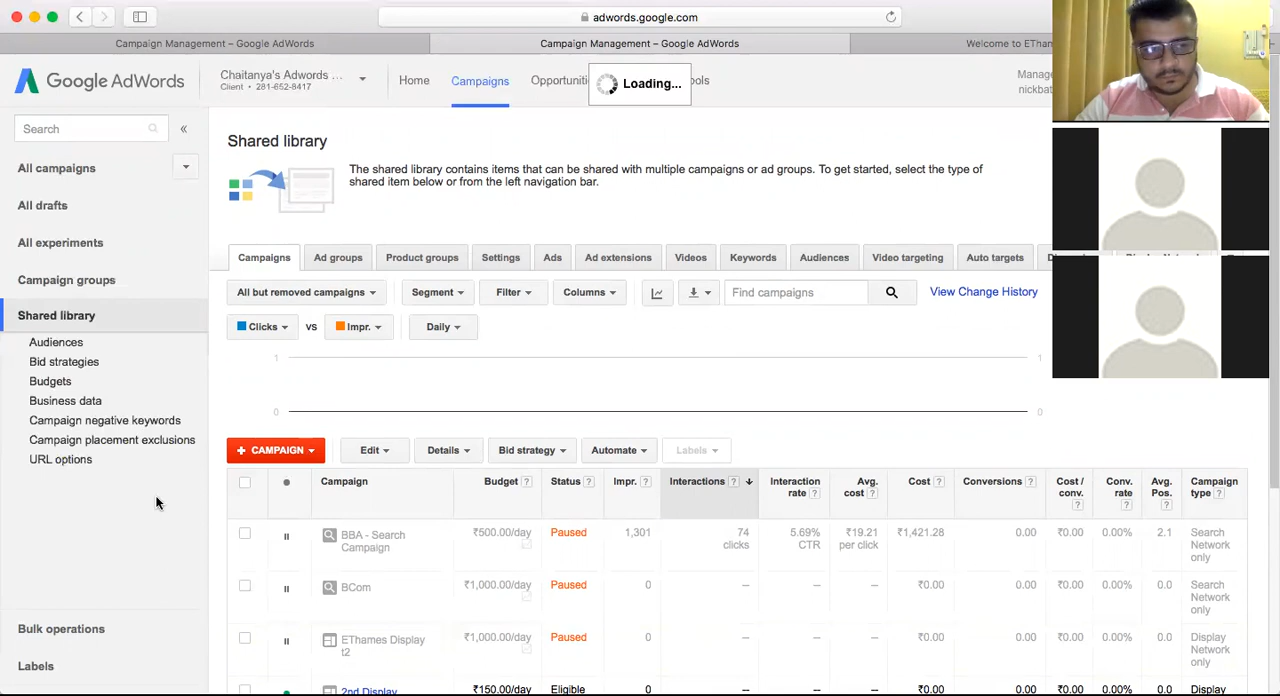 adwords.google.com
Campaign Management – Google AdWords
Campaign Management – Google AdWords
Welcome to ETham
Google AdWords
Chaitanya's Adwords ...
Client • 281-652-8417
Home
Campaigns
Opportuniti
Loading...
ols
Manage
nickbat
Search
«
All campaigns
All drafts
All experiments
Campaign groups
Shared library
Audiences
Bid strategies
Budgets
Business data
Campaign negative keywords
Campaign placement exclusions
URL options
Bulk operations
Labels
Shared library
The shared library contains items that can be shared with multiple campaigns or ad groups. To get started, select the type of
shared item below or from the left navigation bar.
Campaigns
Ad groups
Product groups
Settings
Ads
Ad extensions
Videos
Keywords
Audiences
Video targeting
Auto targets
All but removed campaigns
Segment
Filter
Columns
Find campaigns
View Change History
Clicks
vs
Impr.
Daily
1
1
0
0
+ CAMPAIGN
Edit
Details
Bid strategy
Automate
Labels
Campaign
Budget ?
Status ?
Impr. ?
Interactions ?
Interaction
rate ?
Avg.
cost ?
Cost ?
Conversions ?
Cost /
conv.
?
Conv.
rate
?
Avg.
Pos.
?
Campaign
type ?
BBA - Search
Campaign
₹500.00/day
Paused
1,301
74
clicks
5.69%
CTR
₹19.21
per click
₹1,421.28
0.00
₹0.00
0.00%
2.1
Search
Network
only
BCom
₹1,000.00/day
Paused
0
–
–
–
₹0.00
0.00
₹0.00
0.00%
0.0
Search
Network
only
EThames Display
t2
₹1,000.00/day
Paused
0
–
–
–
₹0.00
0.00
₹0.00
0.00%
0.0
Display
Network
only
2nd Display
₹150.00/day
Eligible
0
--
--
--
₹0.00
0.00
₹0.00
0.00%
0.0
Display